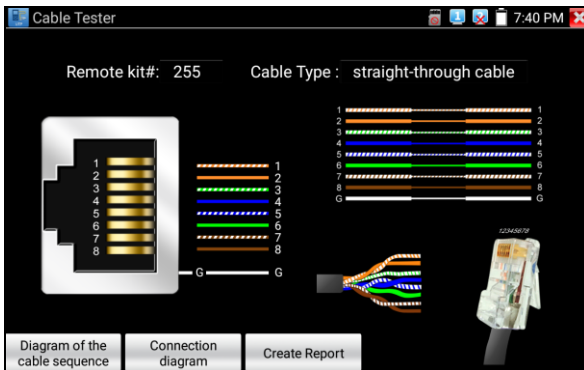 Cable Tester
1
7:40 PM
Remote kit#: 255
Cable Type : straight-through cable
1 1
2 2
3 3
4 4
5 5
6 6
7 7
8 8
G G
1
2
3
4
5
6
7
8
1
2
3
4
5
6
7
8
G G
12345678
Diagram of the
cable sequence
Connection
diagram
Create Report